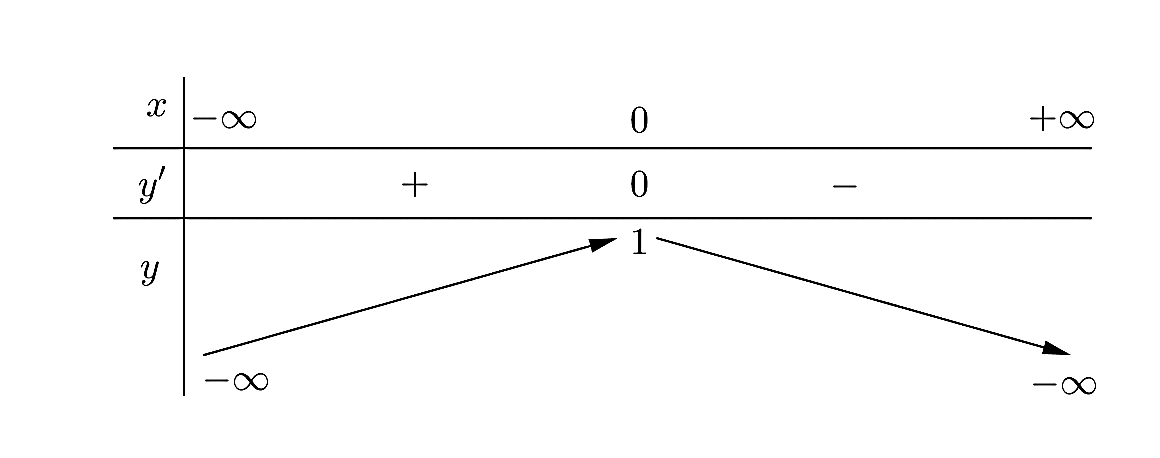 x −∞ 0 +∞
y′ + 0 −
1
y
−∞ −∞